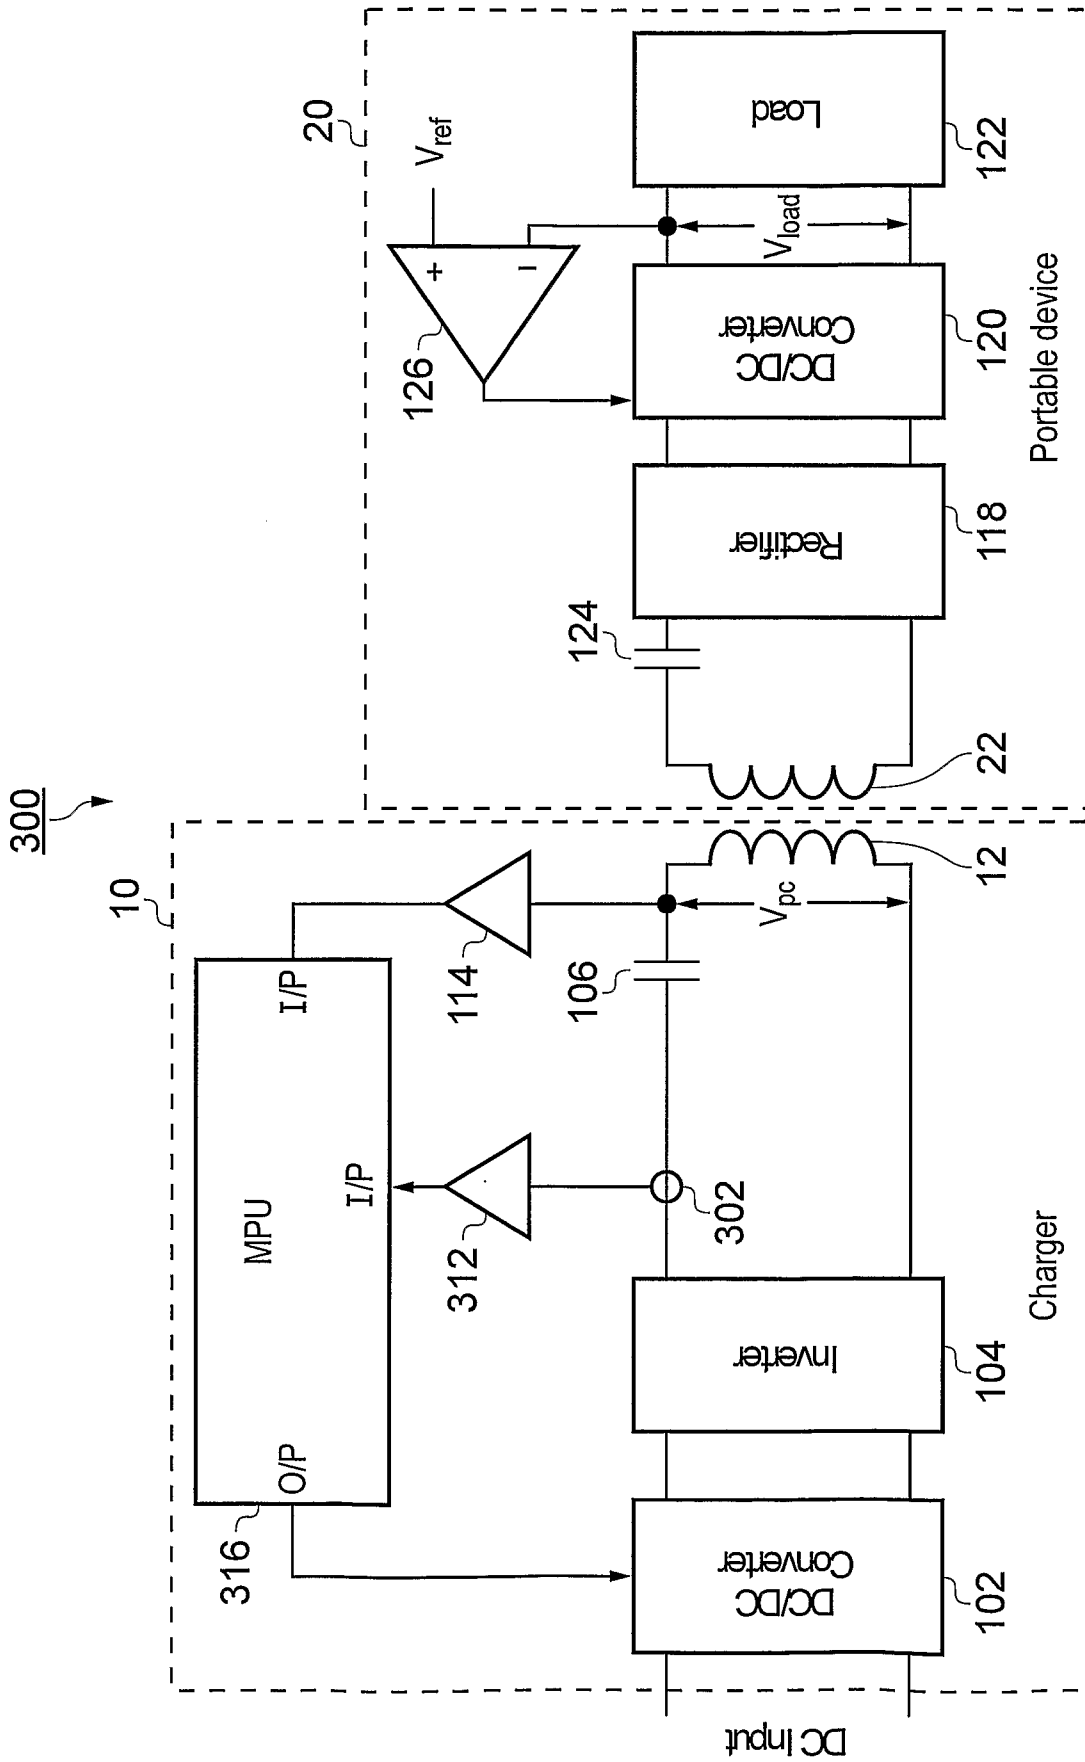 300
10
MPU
O/P
I/P
I/P
316
312
114
302
106
V_pc
12
DC Input
DC/DC
Converter
102
Inverter
104
Charger
20
V_ref
+
−
126
124
22
Rectifier
118
DC/DC
Converter
120
V_load
Load
122
Portable device